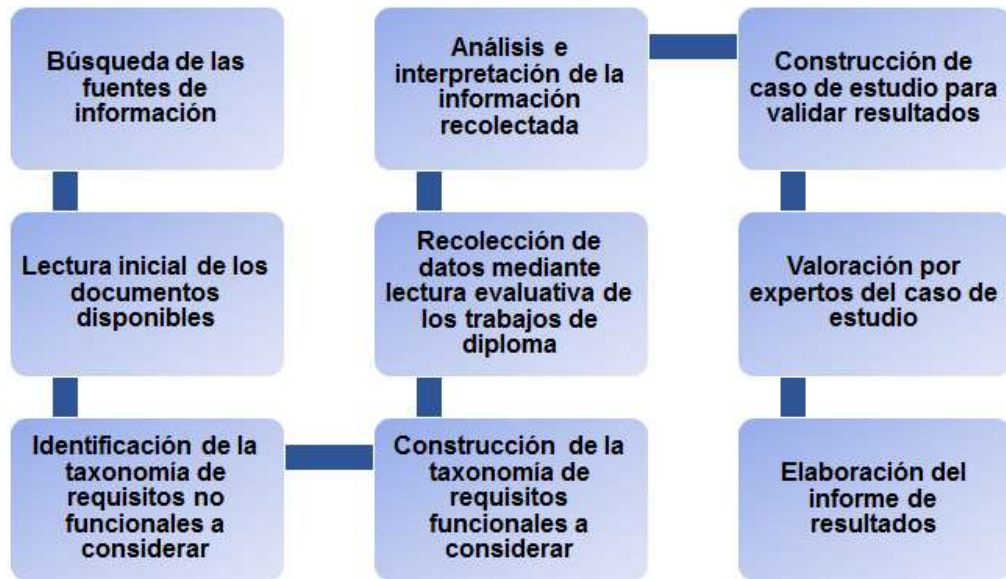 Búsqueda de las
fuentes de
información
Lectura inicial de los
documentos
disponibles
Identificación de la
taxonomía de
requisitos no
funcionales a
considerar
Construcción de la
taxonomía de
requisitos
funcionales a
considerar
Recolección de
datos mediante
lectura evaluativa de
los trabajos de
diploma
Análisis e
interpretación de la
información
recolectada
Construcción de
caso de estudio para
validar resultados
Valoración por
expertos del caso de
estudio
Elaboración del
informe de
resultados